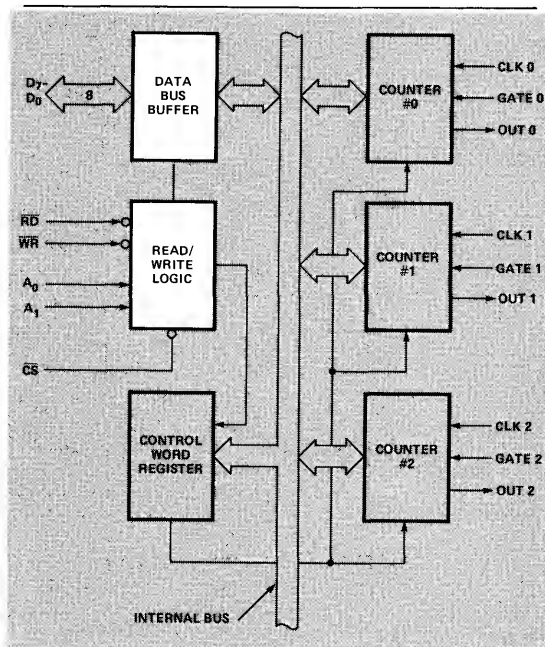 DATA
BUS
BUFFER
D7-
D0
8
COUNTER
#0
CLK 0
GATE 0
OUT 0
RD
WR
A0
A1
CS
READ/
WRITE
LOGIC
COUNTER
#1
CLK 1
GATE 1
OUT 1
CONTROL
WORD
REGISTER
COUNTER
#2
CLK 2
GATE 2
OUT 2
INTERNAL BUS